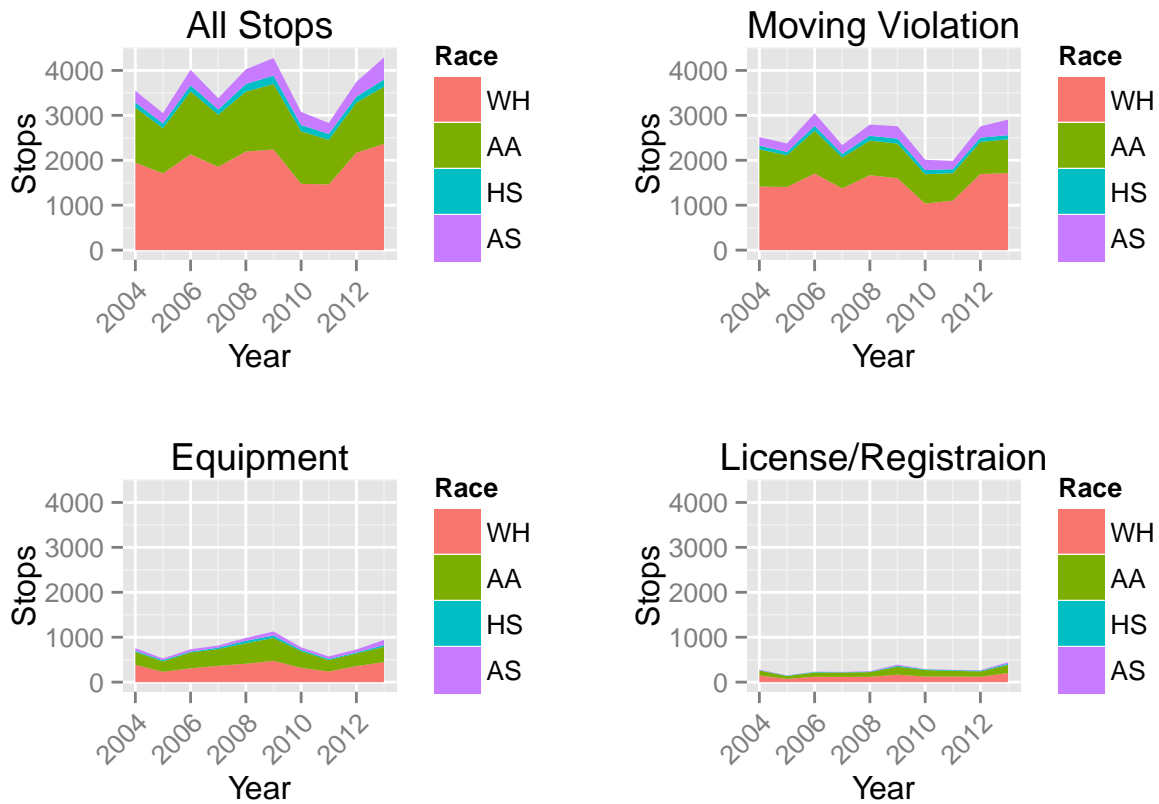 All Stops
Stops
4000
3000
2000
1000
0
2004
2006
2008
2010
2012
Year
Race
WH
AA
HS
AS
Moving Violation
Stops
4000
3000
2000
1000
0
2004
2006
2008
2010
2012
Year
Race
WH
AA
HS
AS
Equipment
Stops
4000
3000
2000
1000
0
2004
2006
2008
2010
2012
Year
Race
WH
AA
HS
AS
License/Registraion
Stops
4000
3000
2000
1000
0
2004
2006
2008
2010
2012
Year
Race
WH
AA
HS
AS